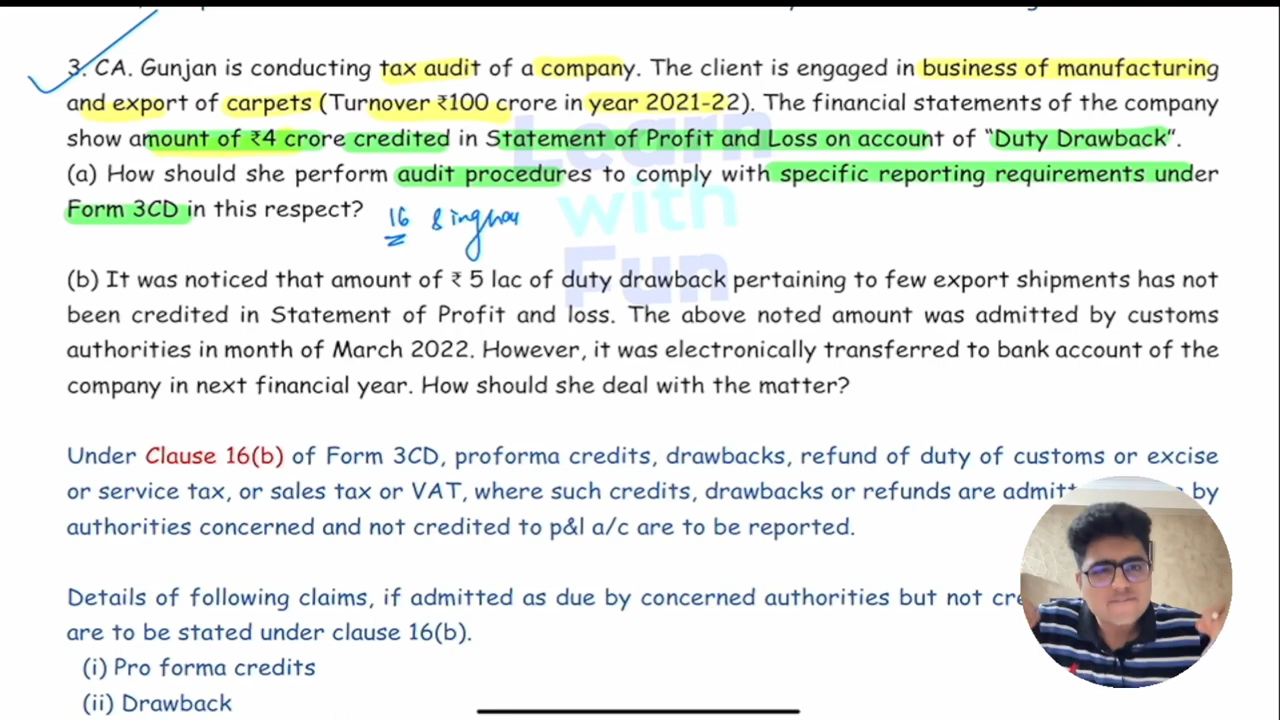 3. CA. Gunjan is conducting tax audit of a company. The client is engaged in business of manufacturing
and export of carpets (Turnover ₹100 crore in year 2021-22). The financial statements of the company
show amount of ₹4 crore credited in Statement of Profit and Loss on account of “Duty Drawback”.
(a) How should she perform audit procedures to comply with specific reporting requirements under
Form 3CD in this respect?
16
Learn
with
Fun
(b) It was noticed that amount of ₹ 5 lac of duty drawback pertaining to few export shipments has not
been credited in Statement of Profit and loss. The above noted amount was admitted by customs
authorities in month of March 2022. However, it was electronically transferred to bank account of the
company in next financial year. How should she deal with the matter?
Under Clause 16(b) of Form 3CD, proforma credits, drawbacks, refund of duty of customs or excise
or service tax, or sales tax or VAT, where such credits, drawbacks or refunds are by
authorities concerned and not credited to p&l a/c are to be reported.
Details of following claims, if admitted as due by concerned authorities but not
are to be stated under clause 16(b).
(i) Pro forma credits
(ii) Drawback